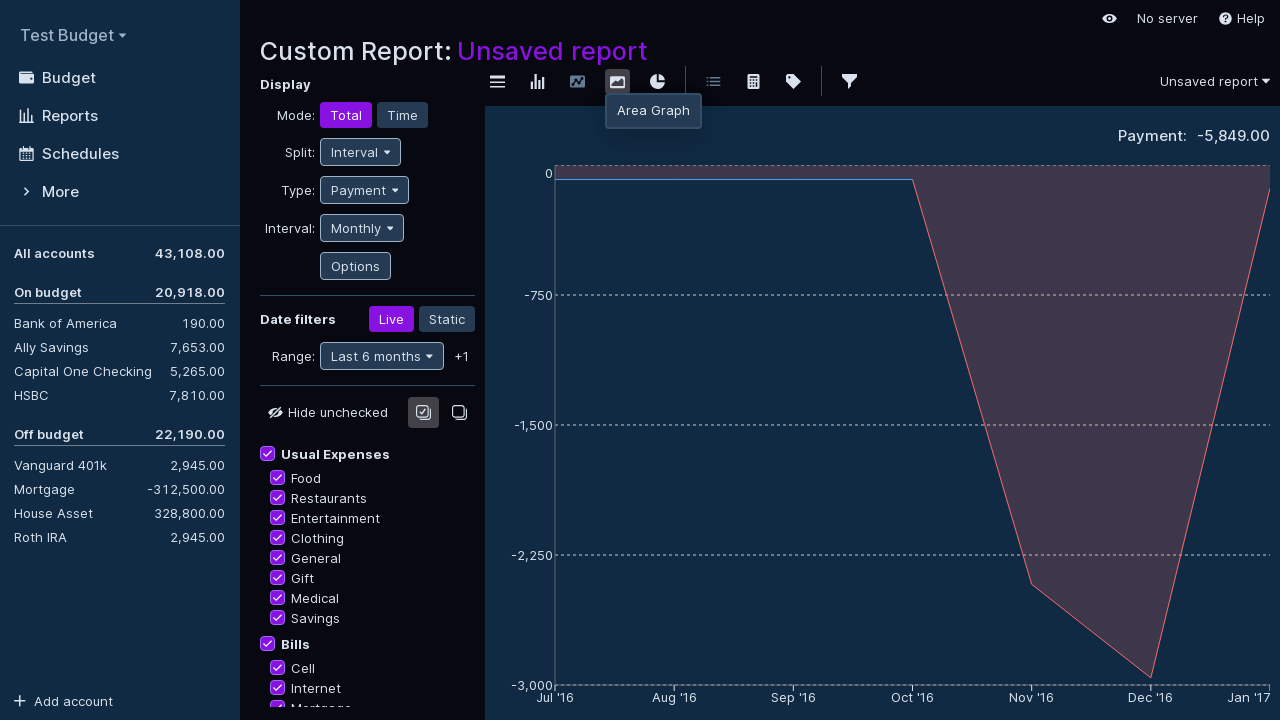 Test Budget
Budget
Reports
Schedules
More
All accounts 43,108.00
On budget 20,918.00
Bank of America 190.00
Ally Savings 7,653.00
Capital One Checking 5,265.00
HSBC 7,810.00
Off budget 22,190.00
Vanguard 401k 2,945.00
Mortgage -312,500.00
House Asset 328,800.00
Roth IRA 2,945.00
Add account
No server Help
Custom Report: Unsaved report
Display
Mode: Total Time
Split: Interval
Type: Payment
Interval: Monthly
Options
Date filters Live Static
Range: Last 6 months +1
Hide unchecked
Usual Expenses
Food
Restaurants
Entertainment
Clothing
General
Gift
Medical
Savings
Bills
Cell
Internet
Mortgage
Unsaved report
Area Graph
Payment: -5,849.00
0
-750
-1,500
-2,250
-3,000
Jul '16 Aug '16 Sep '16 Oct '16 Nov '16 Dec '16 Jan '17